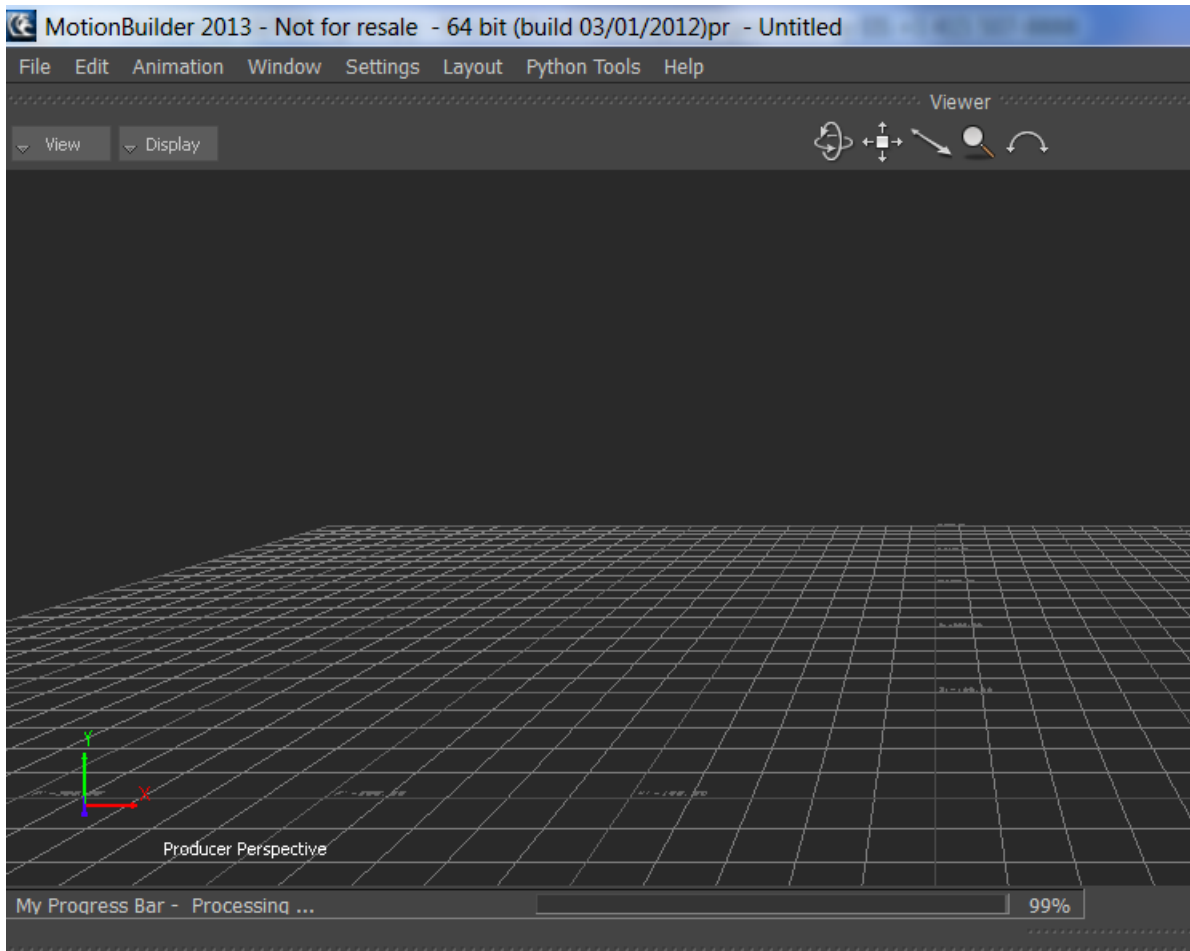 MotionBuilder 2013 - Not for resale - 64 bit (build 03/01/2012)pr - Untitled
File Edit Animation Window Settings Layout Python Tools Help
Viewer
View Display
Y
X
Producer Perspective
My Progress Bar - Processing ... 99%